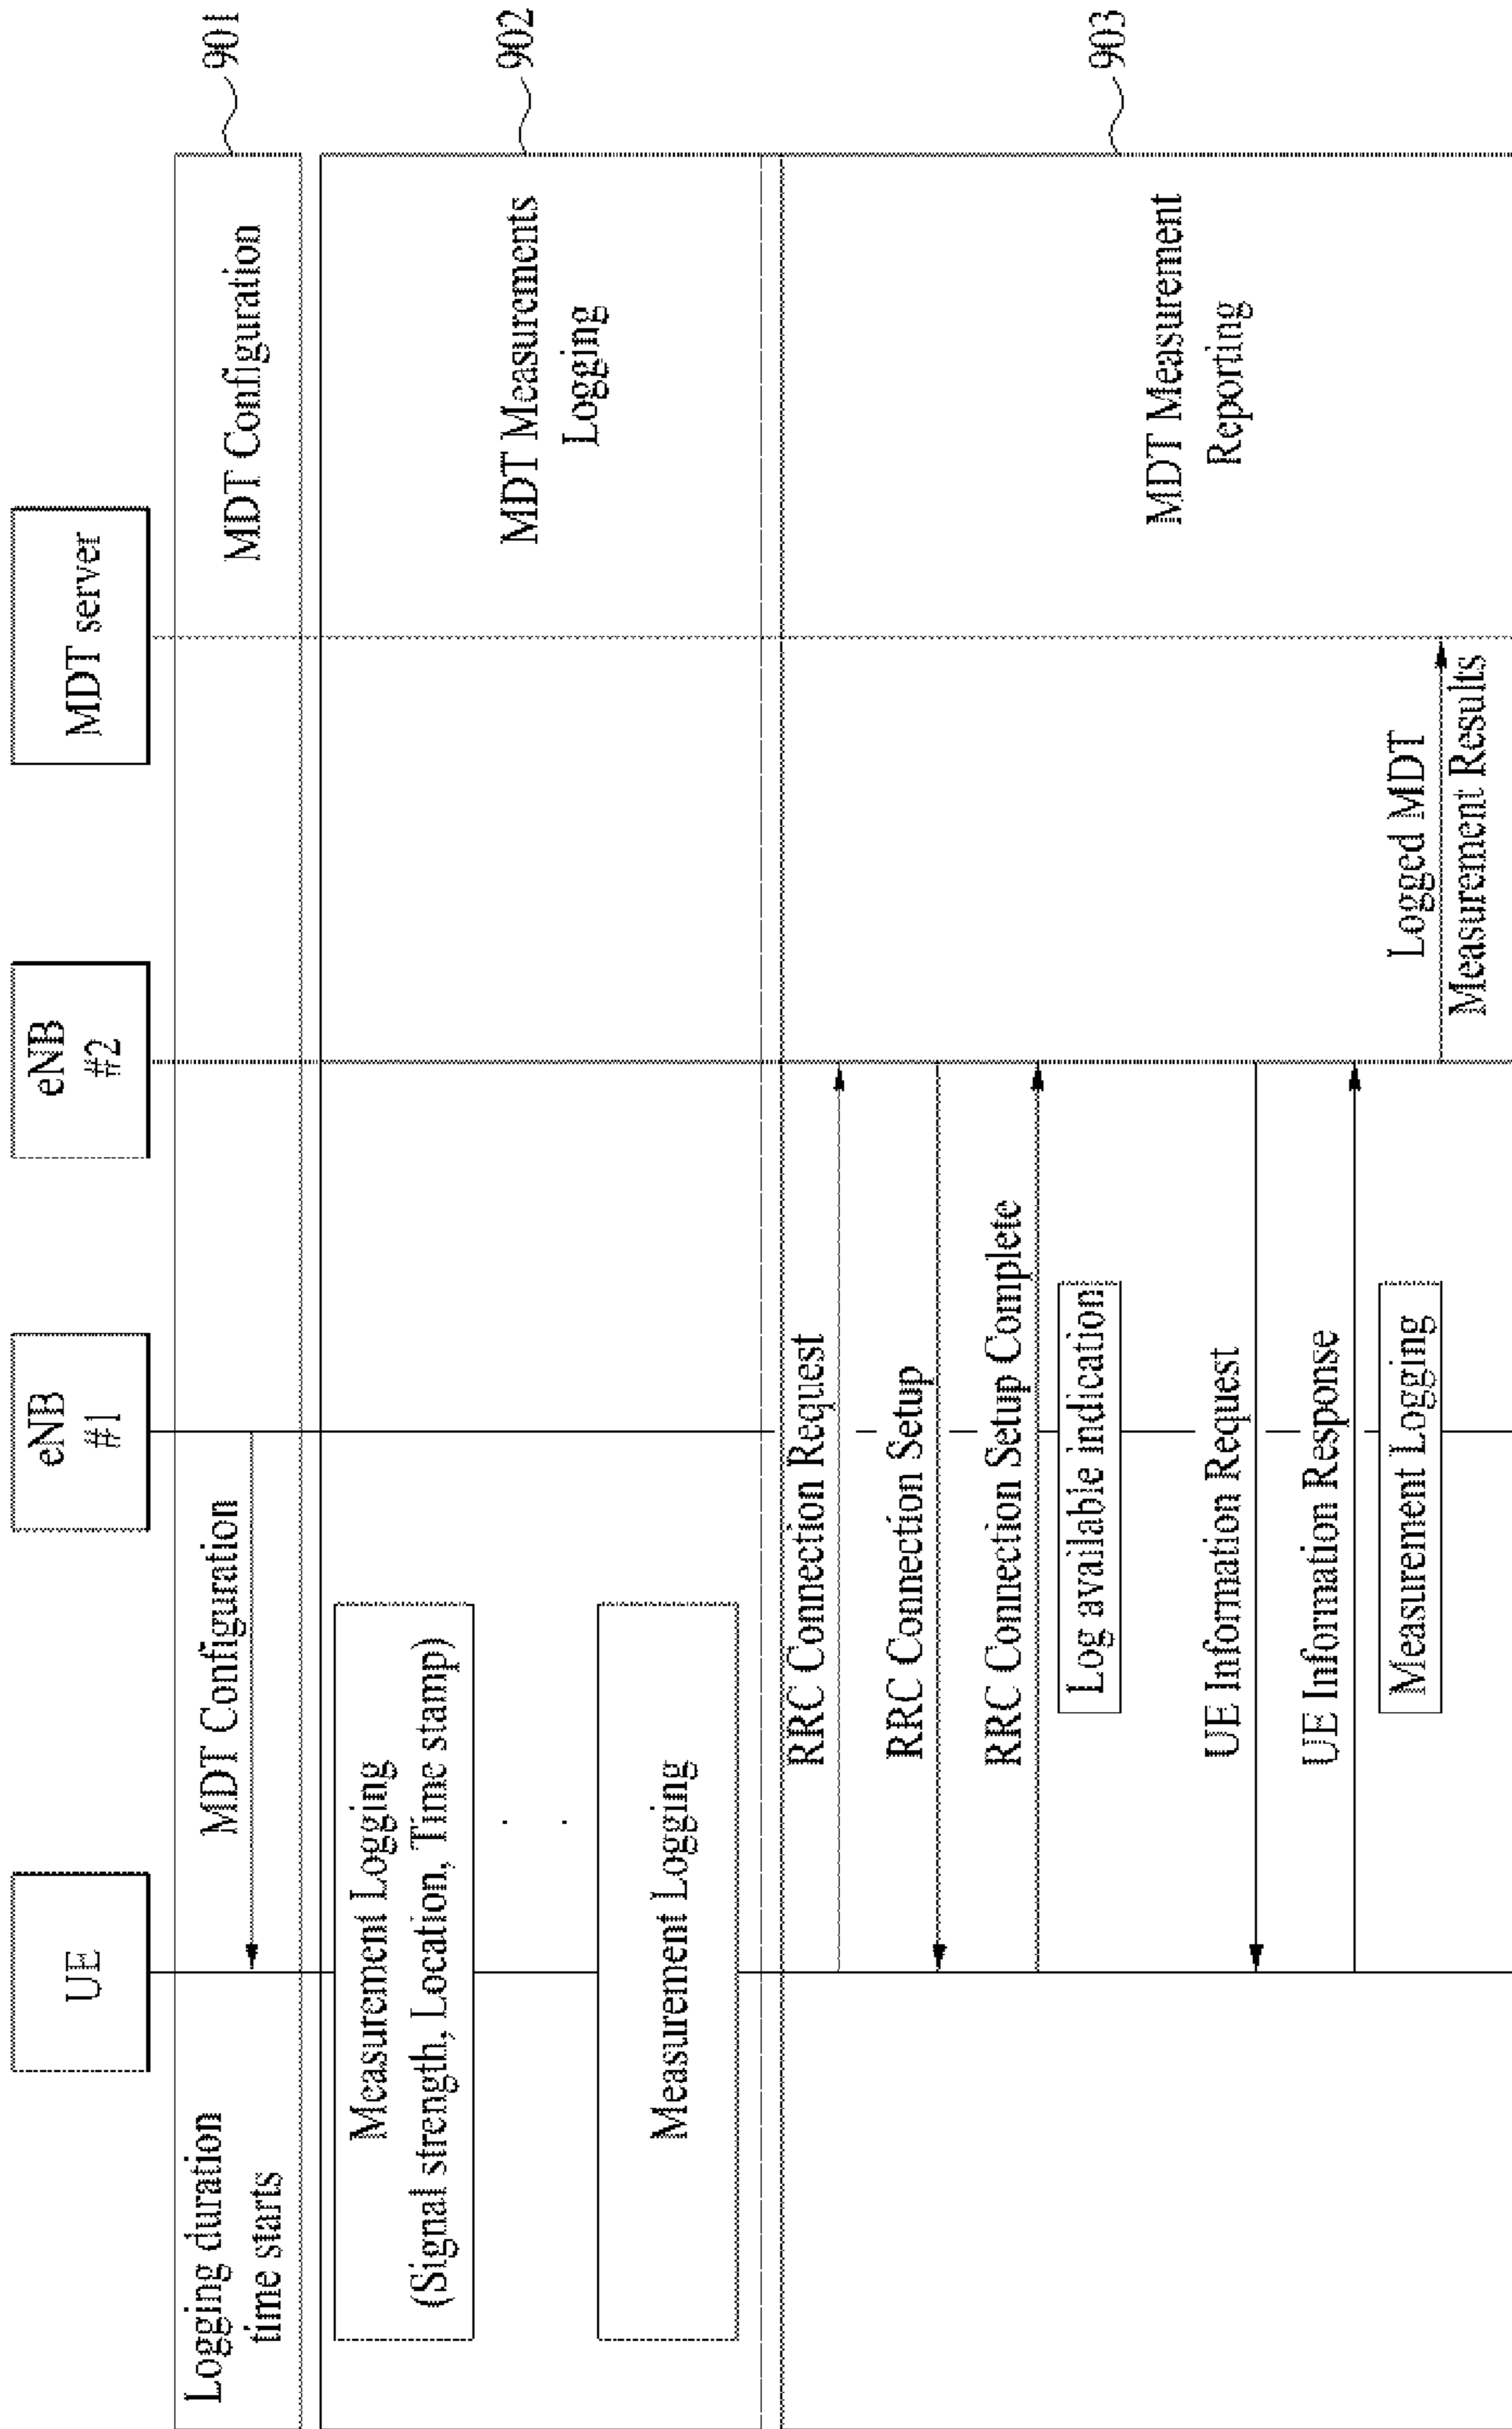 UE
eNB
#1
eNB
#2
MDT server
Logging duration
time starts
MDT Configuration
MDT Configuration
901
Measurement Logging
(Signal strength, Location, Time stamp)
. .
Measurement Logging
MDT Measurements
Logging
902
RRC Connection Request
RRC Connection Setup
RRC Connection Setup Complete
Log available indication
UE Information Request
UE Information Response
Measurement Logging
Logged MDT
Measurement Results
MDT Measurement
Reporting
903